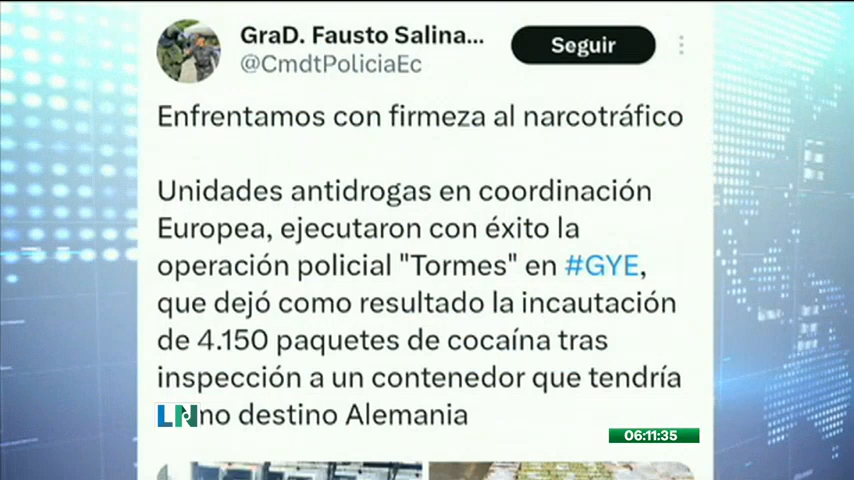 GraD. Fausto Salina...
Seguir
@CmdtPoliciaEc
Enfrentamos con firmeza al narcotráfico
Unidades antidrogas en coordinación
Europea, ejecutaron con éxito la
operación policial "Tormes" en #GYE,
que dejó como resultado la incautación
de 4.150 paquetes de cocaína tras
inspección a un contenedor que tendría
LN mo destino Alemania
06:11:35